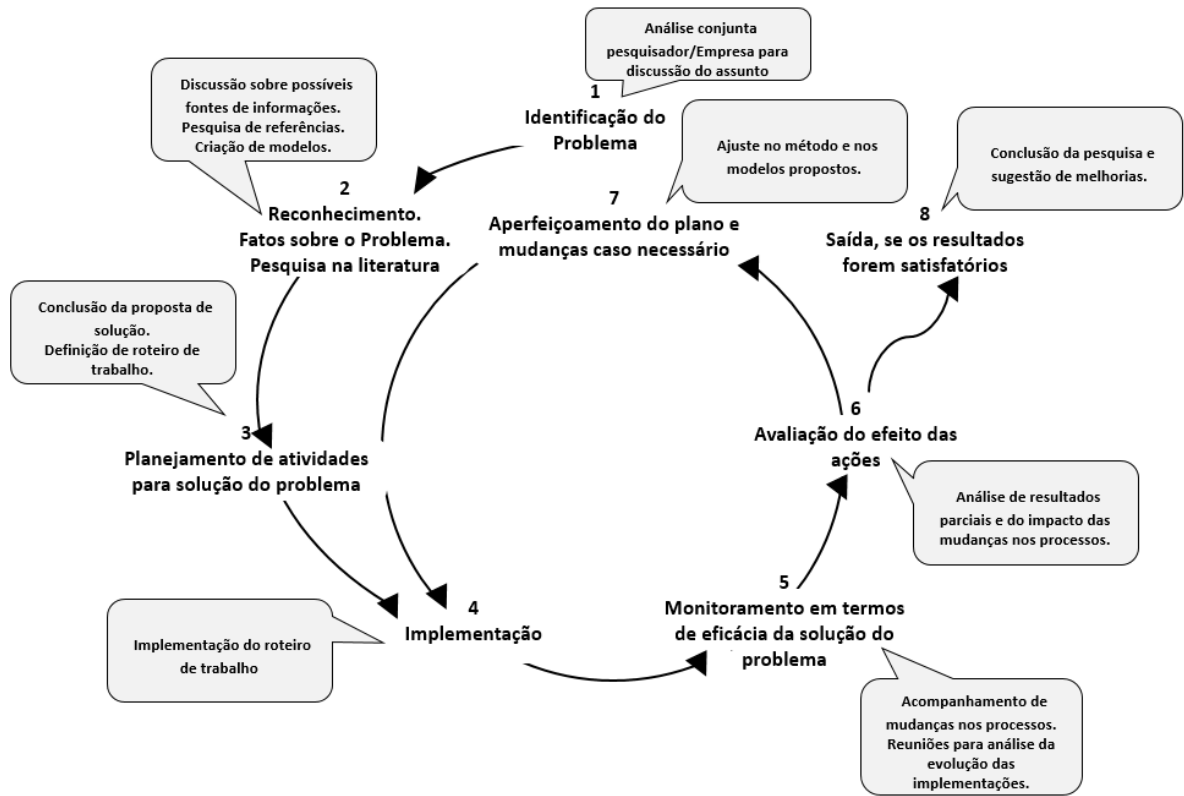 Análise conjunta
pesquisador/Empresa para
discussão do assunto
1
Identificação do
Problema
Discussão sobre possíveis
fontes de informações.
Pesquisa de referências.
Criação de modelos.
2
Reconhecimento.
Fatos sobre o Problema.
Pesquisa na literatura
Conclusão da proposta de
solução.
Definição de roteiro de
trabalho.
3
Planejamento de atividades
para solução do problema
Implementação do roteiro
de trabalho
4
Implementação
5
Monitoramento em termos
de eficácia da solução do
problema
Acompanhamento de
mudanças nos processos.
Reuniões para análise da
evolução das
implementações.
6
Avaliação do efeito das
ações
Análise de resultados
parciais e do impacto das
mudanças nos processos.
Ajuste no método e nos
modelos propostos.
7
Aperfeiçoamento do plano e
mudanças caso necessário
Conclusão da pesquisa e
sugestão de melhorias.
8
Saída, se os resultados
forem satisfatórios